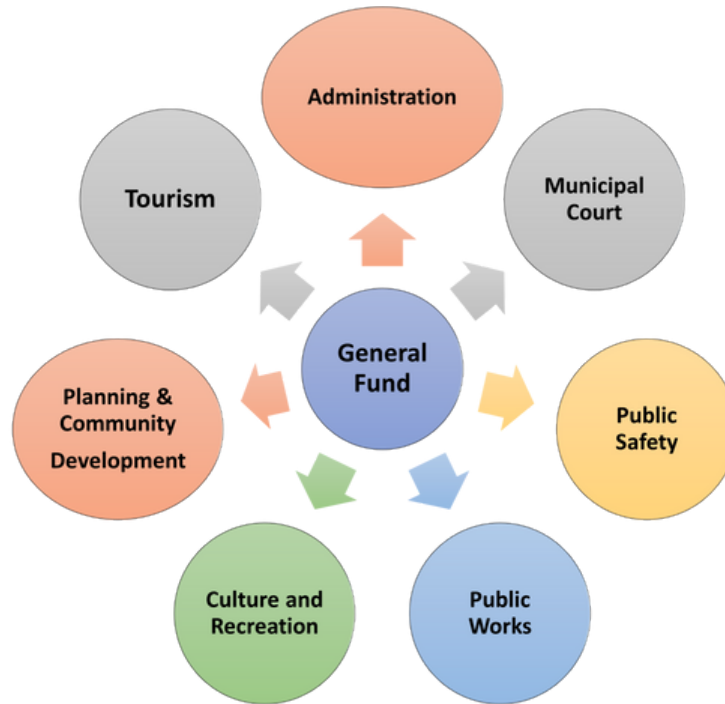 Administration
Tourism
Municipal
Court
General
Fund
Planning &
Community
Development
Public
Safety
Culture and
Recreation
Public
Works